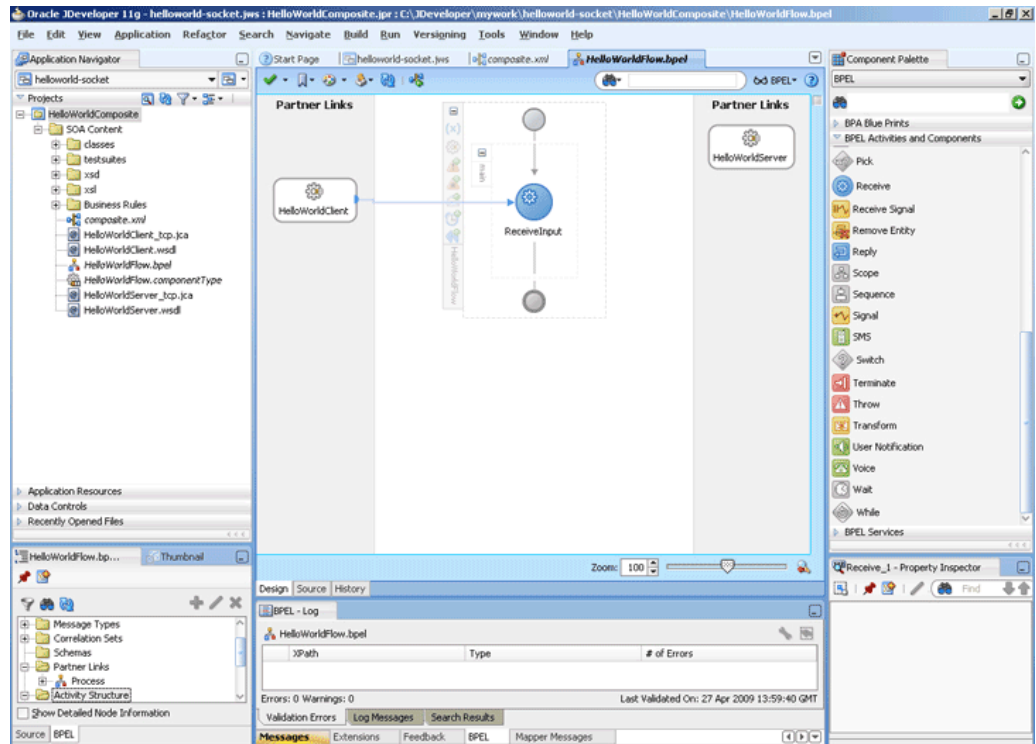 Oracle JDeveloper 11g - helloworld-socket.jws : HelloWorldComposite.jpr : C:\JDeveloper\mywork\helloworld-socket\HelloWorldComposite\HelloWorldFlow.bpel
File Edit View Application Refactor Search Navigate Build Run Versigning Tools Window Help
Application Navigator
helloworld-socket
Projects
HelloWorldComposite
SOA Content
classes
testsuites
xsd
xsl
Business Rules
composite.xml
HelloWorldClient_tcp.jca
HelloWorldClient.wsdl
HelloWorldFlow.bpel
HelloWorldFlow.componentType
HelloWorldServer_tcp.jca
HelloWorldServer.wsdl
Application Resources
Data Controls
Recently Opened Files
HelloWorldFlow.bp...
Thumbnail
Message Types
Correlation Sets
Schemas
Partner Links
Process
Activity Structure
Show Detailed Node Information
Source BPEL
Start Page
helloworld-socket.jws
composite.xml
HelloWorldFlow.bpel
BPEL
Partner Links
Partner Links
HelloWorldClient
main
ReceiveInput
HelloWorldFlow
HelloWorldServer
Zoom: 100
Design Source History
BPEL - Log
HelloWorldFlow.bpel
XPath Type # of Errors
Errors: 0 Warnings: 0
Last Validated On: 27 Apr 2009 13:59:40 GMT
Validation Errors Log Messages Search Results
Messages Extensions Feedback BPEL Mapper Messages
Component Palette
BPEL
BPA Blue Prints
BPEL Activities and Components
Pick
Receive
Receive Signal
Remove Entity
Reply
Scope
Sequence
Signal
SMS
Switch
Terminate
Throw
Transform
User Notification
Voice
Wait
While
BPEL Services
Receive_1 - Property Inspector
Find